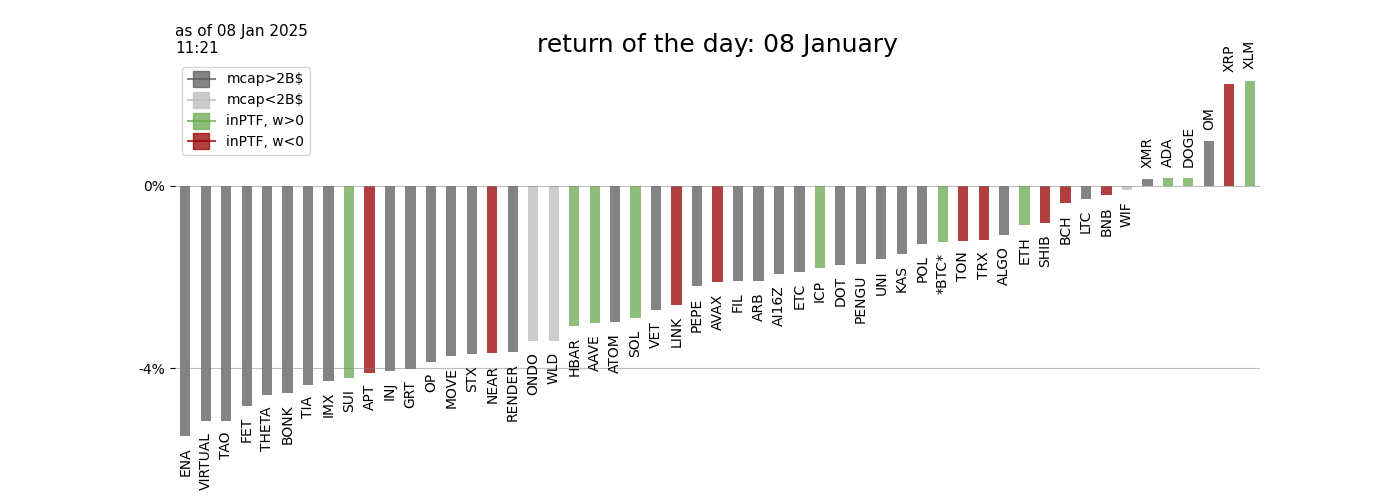 as of 08 Jan 2025
11:21
return of the day: 08 January
mcap>2B$
mcap<2B$
inPTF, w>0
inPTF, w<0
0%
-4%
ENA
VIRTUAL
TAO
FET
THETA
BONK
TIA
IMX
SUI
APT
INJ
GRT
OP
MOVE
STX
NEAR
RENDER
ONDO
WLD
HBAR
AAVE
ATOM
SOL
VET
LINK
PEPE
AVAX
FIL
ARB
AI16Z
ETC
ICP
DOT
PENGU
UNI
KAS
POL
*BTC*
TON
TRX
ALGO
ETH
SHIB
BCH
LTC
BNB
WIF
XMR
ADA
DOGE
OM
XRP
XLM